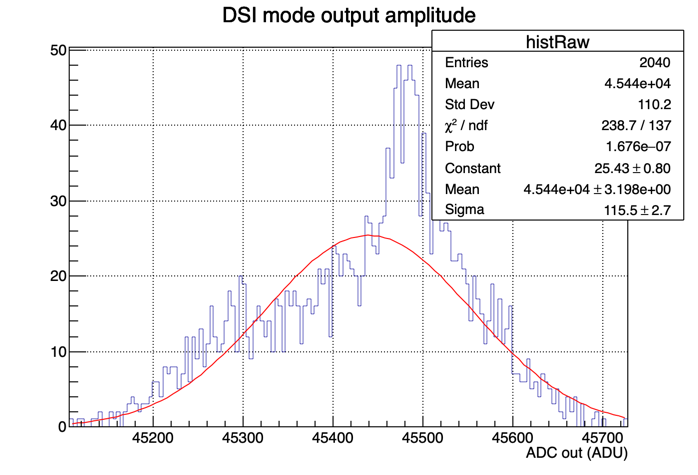 DSI mode output amplitude
histRaw
Entries 2040
Mean 4.544e+04
Std Dev 110.2
χ² / ndf 238.7 / 137
Prob 1.676e−07
Constant 25.43 ± 0.80
Mean 4.544e+04 ± 3.198e+00
Sigma 115.5 ± 2.7
50
40
30
20
10
0
45200 45300 45400 45500 45600 45700
ADC out (ADU)